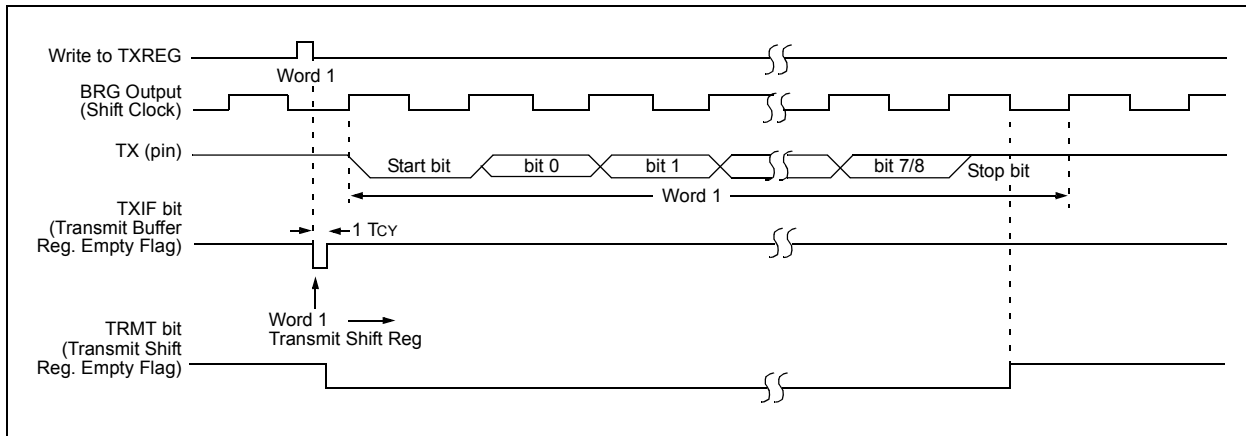 Write to TXREG
Word 1
BRG Output
(Shift Clock)
TX (pin)
Start bit
bit 0
bit 1
bit 7/8
Stop bit
Word 1
TXIF bit
(Transmit Buffer
Reg. Empty Flag)
1 TCY
Word 1
Transmit Shift Reg
TRMT bit
(Transmit Shift
Reg. Empty Flag)